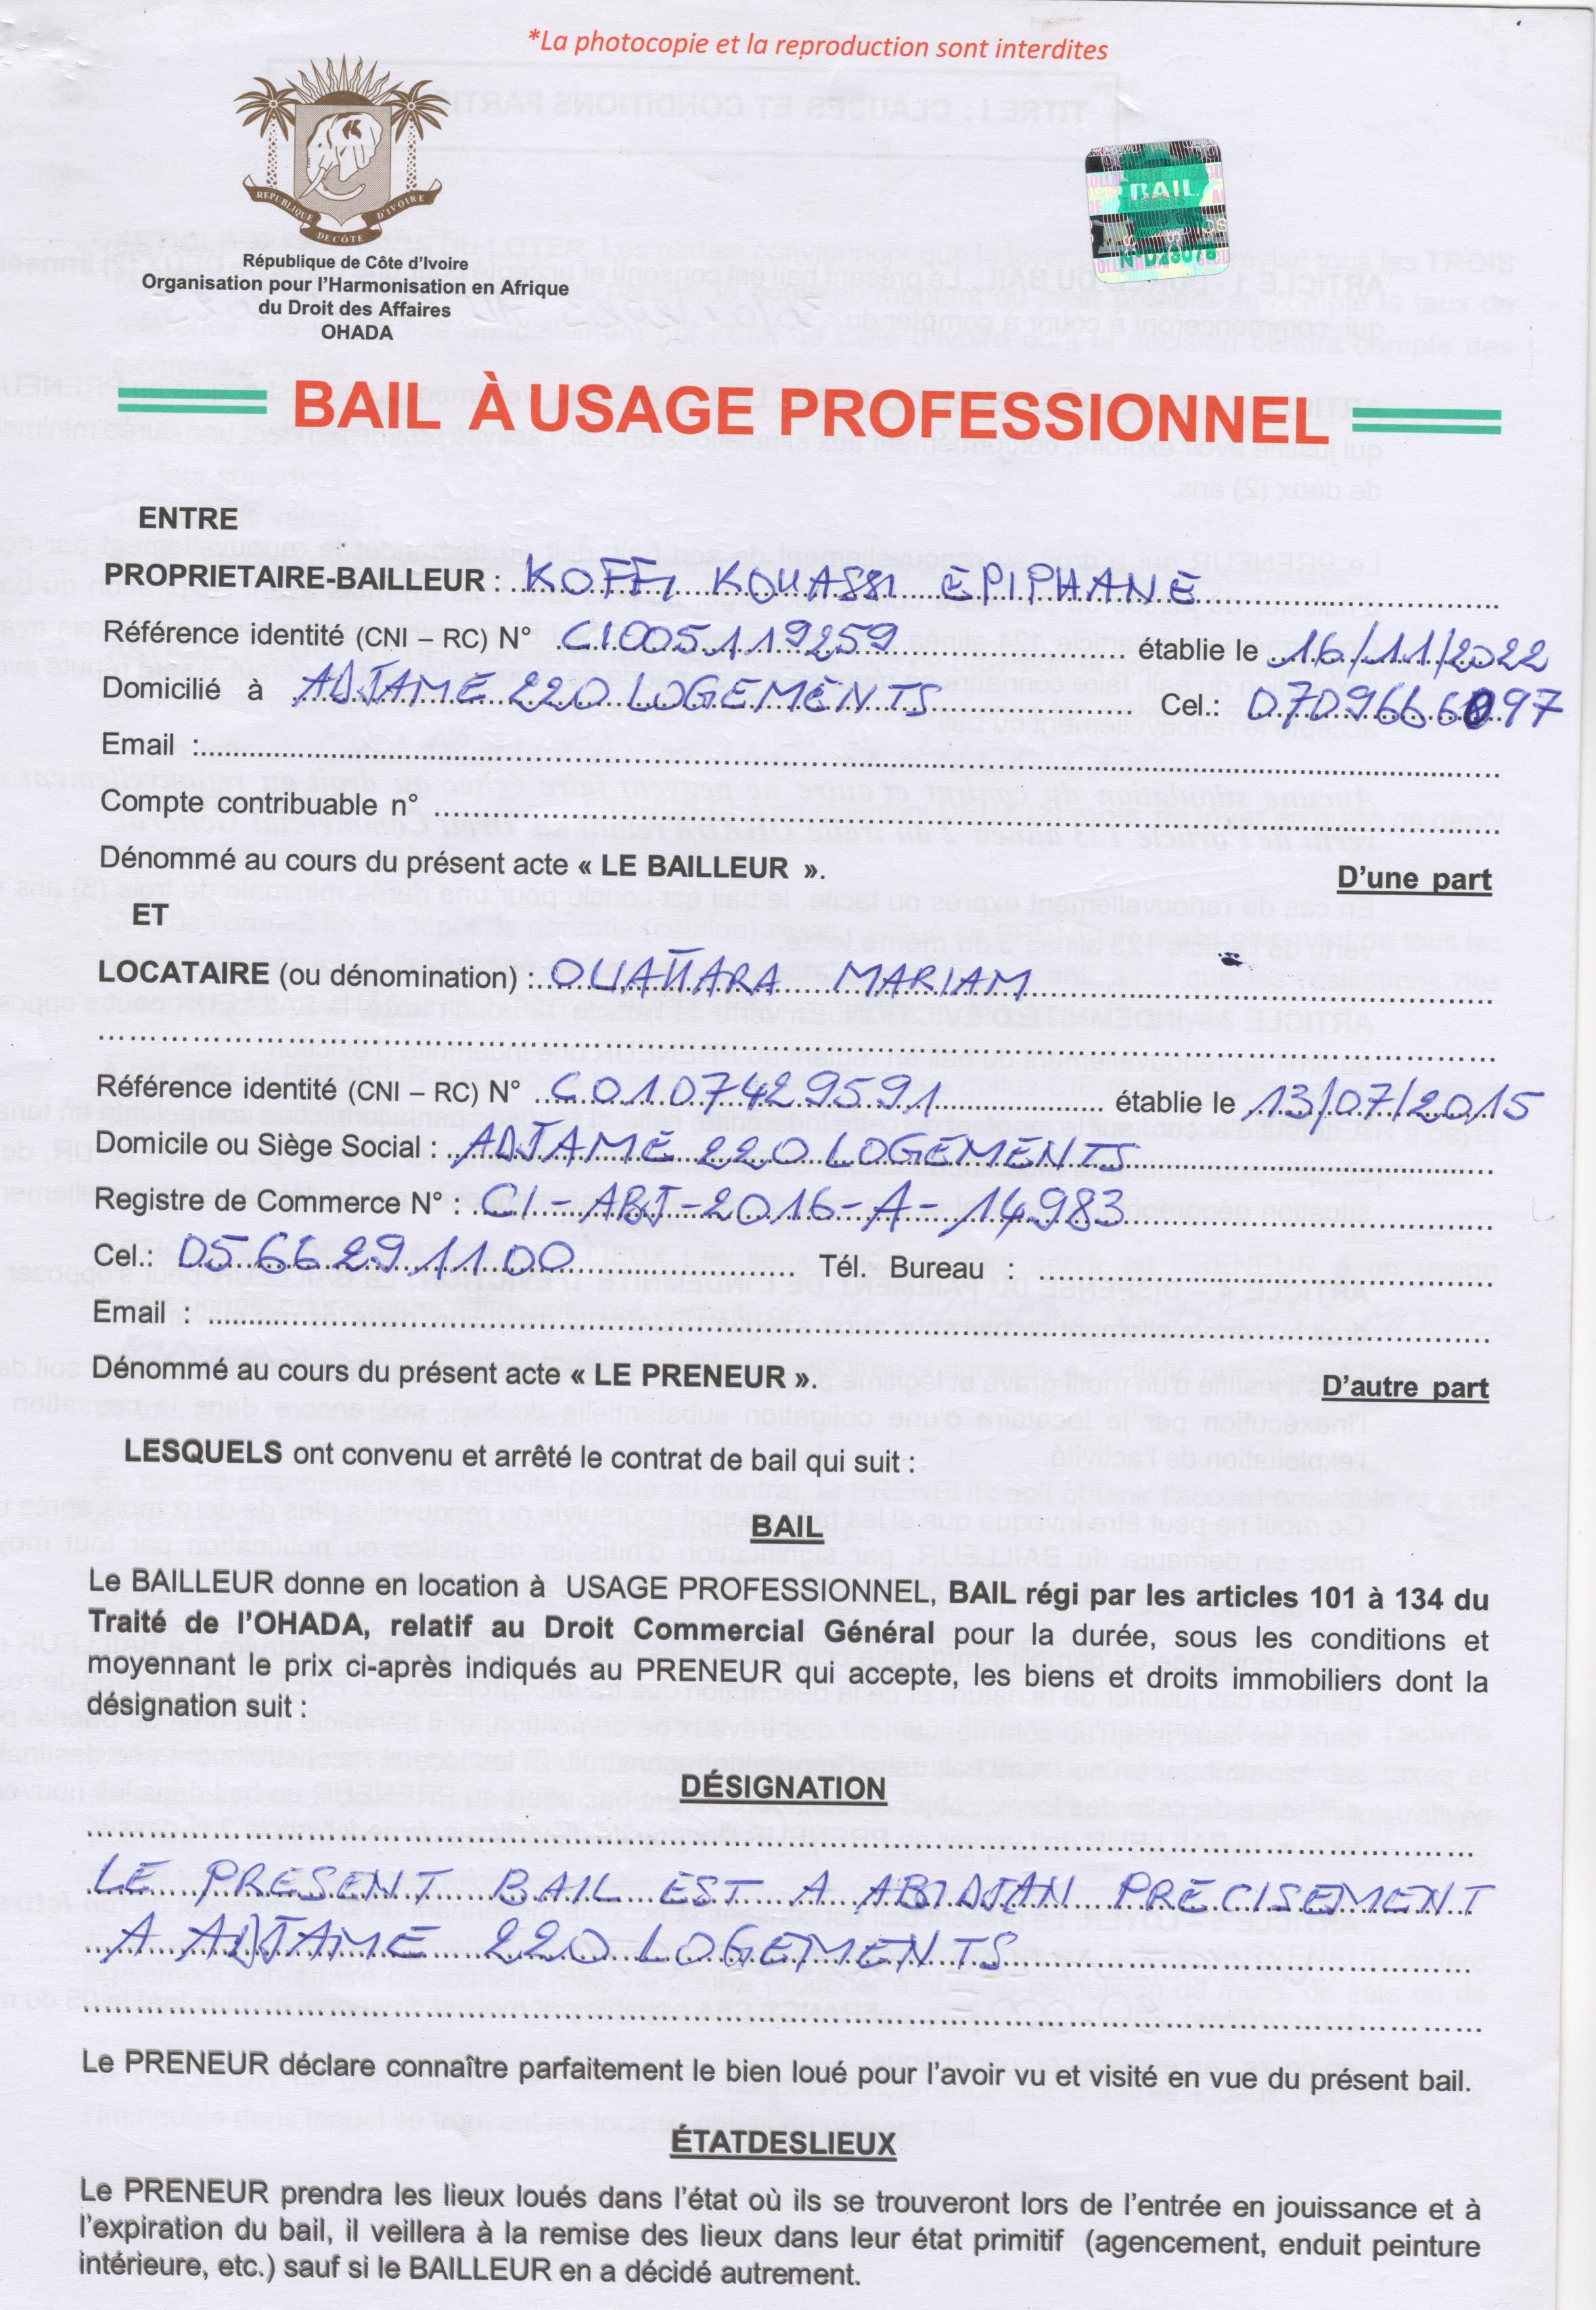 *La photocopie et la reproduction sont interdites
REPUBLIQUE DE CÔTE D'IVOIRE
BAIL
N°D23078
République de Côte d'Ivoire
Organisation pour l'Harmonisation en Afrique
du Droit des Affaires
OHADA
BAIL À USAGE PROFESSIONNEL
ENTRE
PROPRIETAIRE-BAILLEUR : KOFFI KOUASSI EPIPHANE
Référence identité (CNI – RC) N° CI005119259 établie le 16/11/2022
Domicilié à ADJAME 220 LOGEMENTS Cel.: 0709666097
Email :
Compte contribuable n°
Dénommé au cours du présent acte « LE BAILLEUR ».
D'une part
ET
LOCATAIRE (ou dénomination) : OUATTARA MARIAM
Référence identité (CNI – RC) N° C0107429591 établie le 13/07/2015
Domicile ou Siège Social : ADJAME 220 LOGEMENTS
Registre de Commerce N° : CI-ABJ-2016-A-14983
Cel.: 0566291100 Tél. Bureau :
Email :
Dénommé au cours du présent acte « LE PRENEUR ».
D'autre part
LESQUELS ont convenu et arrêté le contrat de bail qui suit :
BAIL
Le BAILLEUR donne en location à USAGE PROFESSIONNEL, BAIL régi par les articles 101 à 134 du
Traité de l'OHADA, relatif au Droit Commercial Général pour la durée, sous les conditions et
moyennant le prix ci-après indiqués au PRENEUR qui accepte, les biens et droits immobiliers dont la
désignation suit :
DÉSIGNATION
LE PRESENT BAIL EST A ABIDJAN PRECISEMENT
A ADJAME 220 LOGEMENTS
Le PRENEUR déclare connaître parfaitement le bien loué pour l'avoir vu et visité en vue du présent bail.
ÉTATDESLIEUX
Le PRENEUR prendra les lieux loués dans l'état où ils se trouveront lors de l'entrée en jouissance et à
l'expiration du bail, il veillera à la remise des lieux dans leur état primitif (agencement, enduit peinture
intérieure, etc.) sauf si le BAILLEUR en a décidé autrement.